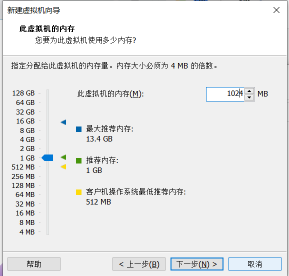 新建虚拟机向导
此虚拟机的内存
您要为此虚拟机使用多少内存?
指定分配给此虚拟机的内存量。内存大小必须为 4 MB 的倍数。
此虚拟机的内存(M): 1024 MB
128 GB
64 GB
32 GB
16 GB
8 GB
4 GB
2 GB
1 GB
512 MB
256 MB
128 MB
64 MB
32 MB
16 MB
8 MB
4 MB
最大推荐内存:
13.4 GB
推荐内存:
1 GB
客户机操作系统最低推荐内存:
512 MB
帮助
< 上一步(B)
下一步(N) >
取消